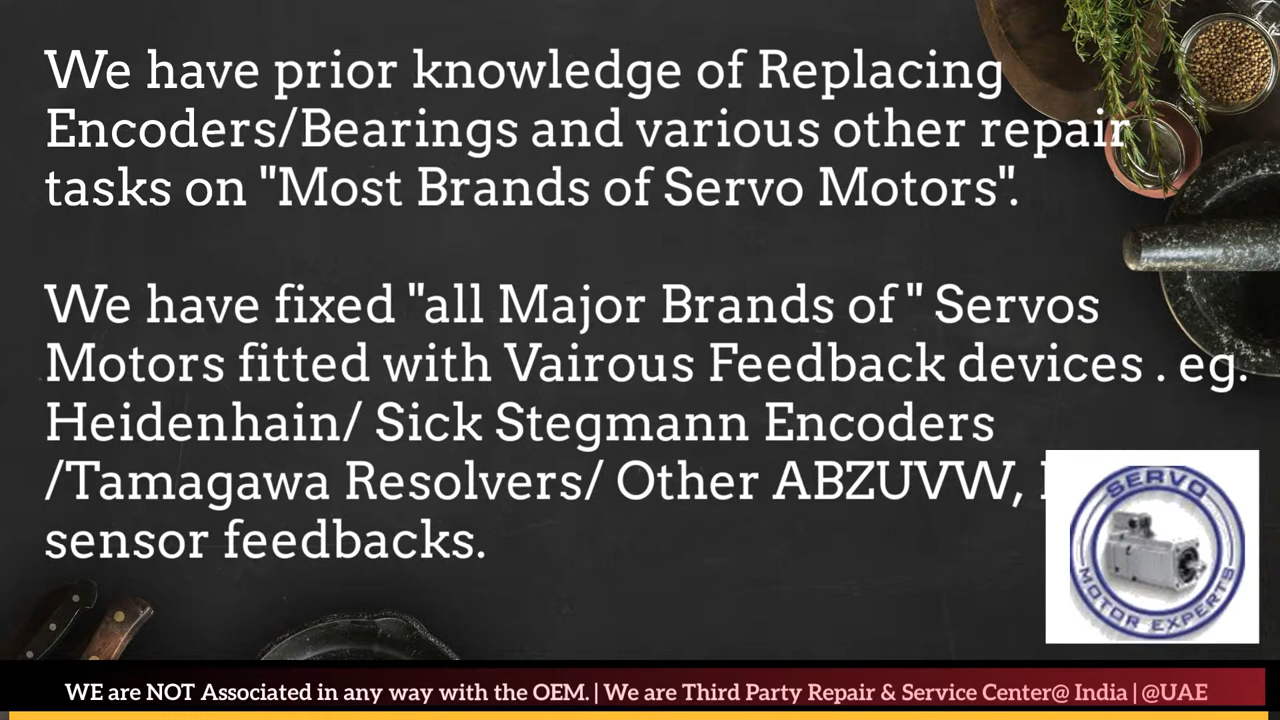 We have prior knowledge of Replacing
Encoders/Bearings and various other repair
tasks on "Most Brands of Servo Motors".
We have fixed "all Major Brands of " Servos
Motors fitted with Vairous Feedback devices . eg.
Heidenhain/ Sick Stegmann Encoders
/Tamagawa Resolvers/ Other ABZUVW,
sensor feedbacks.
SERVO
MOTOR EXPERTS
WE are NOT Associated in any way with the OEM. | We are Third Party Repair & Service Center@ India | @UAE